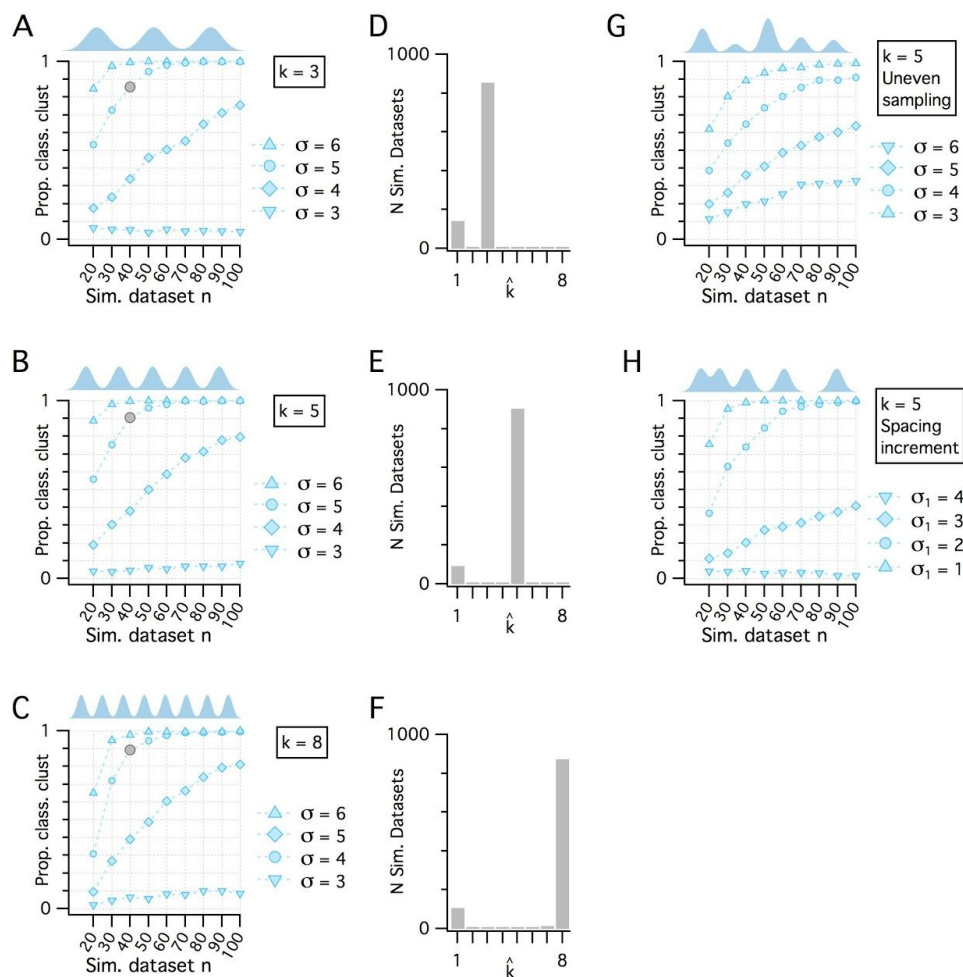 A
1
0
Prop. class. clust
20 30 40 50 60 70 80 90 100
Sim. dataset n
k = 3
σ = 6
σ = 5
σ = 4
σ = 3
D
1000
0
N Sim. Datasets
1 8
k̂
G
1
0
Prop. class. clust
20 30 40 50 60 70 80 90 100
Sim. dataset n
k = 5
Uneven
sampling
σ = 6
σ = 5
σ = 4
σ = 3
B
1
0
Prop. class. clust
20 30 40 50 60 70 80 90 100
Sim. dataset n
k = 5
σ = 6
σ = 5
σ = 4
σ = 3
E
1000
0
N Sim. Datasets
1 8
k̂
H
1
0
Prop. class. clust
20 30 40 50 60 70 80 90 100
Sim. dataset n
k = 5
Spacing
increment
σ₁ = 4
σ₁ = 3
σ₁ = 2
σ₁ = 1
C
1
0
Prop. class. clust
20 30 40 50 60 70 80 90 100
Sim. dataset n
k = 8
σ = 6
σ = 5
σ = 4
σ = 3
F
1000
0
N Sim. Datasets
1 8
k̂